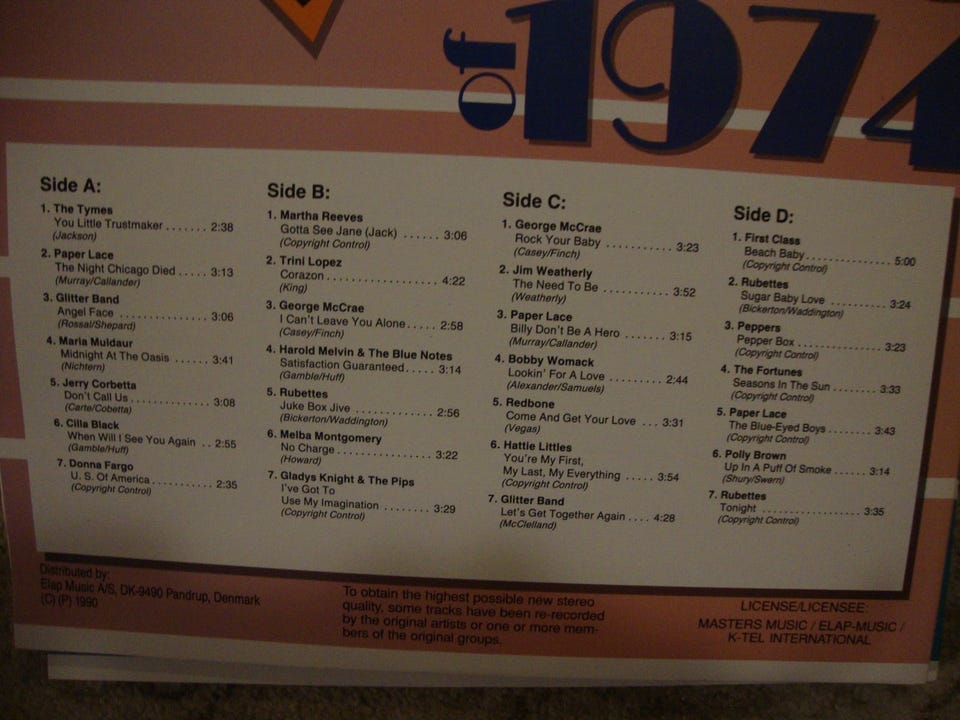 of 1974
Side A:
1. The Tymes
You Little Trustmaker ....... 2:38
(Jackson)
2. Paper Lace
The Night Chicago Died ..... 3:13
(Murray/Callander)
3. Glitter Band
Angel Face ............... 3:06
(Rossal/Shepard)
4. Maria Muldaur
Midnight At The Oasis ...... 3:41
(Nichtern)
5. Jerry Corbetta
Don't Call Us ............. 3:08
(Carte/Cobetta)
6. Cilla Black
When Will I See You Again .. 2:55
(Gamble/Huff)
7. Donna Fargo
U. S. Of America ........... 2:35
(Copyright Control)
Side B:
1. Martha Reeves
Gotta See Jane (Jack) ...... 3:06
(Copyright Control)
2. Trini Lopez
Corazon .................. 4:22
(King)
3. George McCrae
I Can't Leave You Alone..... 2:58
(Casey/Finch)
4. Harold Melvin & The Blue Notes
Satisfaction Guaranteed..... 3:14
(Gamble/Huff)
5. Rubettes
Juke Box Jive ............. 2:56
(Bickerton/Waddington)
6. Melba Montgomery
No Charge ............... 3:22
(Howard)
7. Gladys Knight & The Pips
I've Got To
Use My Imagination ........ 3:29
(Copyright Control)
Side C:
1. George McCrae
Rock Your Baby ........... 3:23
(Casey/Finch)
2. Jim Weatherly
The Need To Be .......... 3:52
(Weatherly)
3. Paper Lace
Billy Don't Be A Hero ....... 3:15
(Murray/Callander)
4. Bobby Womack
Lookin' For A Love ......... 2:44
(Alexander/Samuels)
5. Redbone
Come And Get Your Love .... 3:31
(Vegas)
6. Hattie Littles
You're My First,
My Last, My Everything ..... 3:54
(Copyright Control)
7. Glitter Band
Let's Get Together Again .... 4:28
(McClelland)
Side D:
1. First Class
Beach Baby............... 5:00
(Copyright Control)
2. Rubettes
Sugar Baby Love .......... 3:24
(Bickerton/Waddington)
3. Peppers
Pepper Box ............... 3:23
(Copyright Control)
4. The Fortunes
Seasons In The Sun ........ 3:33
(Copyright Control)
5. Paper Lace
The Blue-Eyed Boys ........ 3:43
(Copyright Control)
6. Polly Brown
Up In A Puff Of Smoke ...... 3:14
(Shury/Swern)
7. Rubettes
Tonight .................. 3:35
(Copyright Control)
Distributed by:
Elap Music A/S, DK-9490 Pandrup, Denmark
(C) (P) 1990
To obtain the highest possible new stereo
quality, some tracks have been re-recorded
by the original artists or one or more mem-
bers of the original groups.
LICENSE/LICENSEE:
MASTERS MUSIC / ELAP-MUSIC /
K-TEL INTERNATIONAL